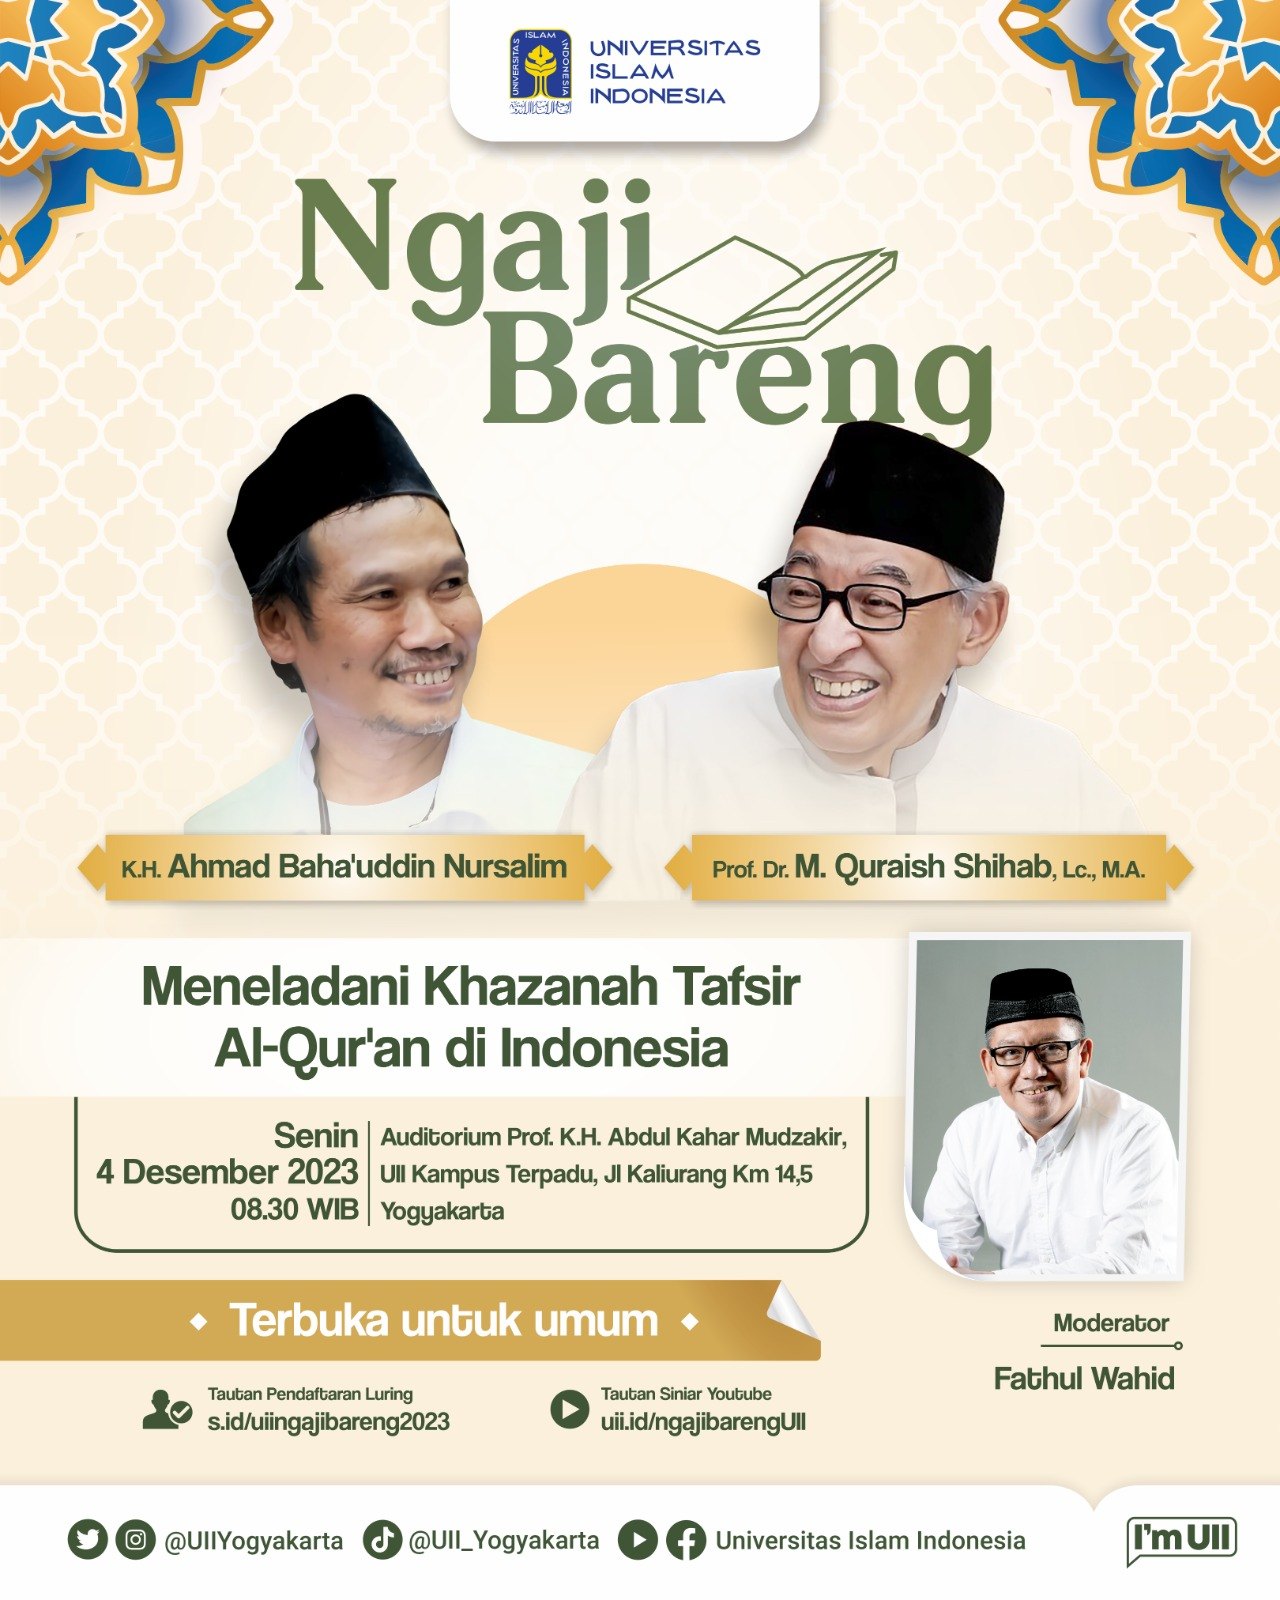 UNIVERSITAS
ISLAM
INDONESIA
ISLAM
UNIVERSITAS
INDONESIA
Ngaji
Bareng
K.H. Ahmad Baha'uddin Nursalim
Prof. Dr. M. Quraish Shihab, Lc., M.A.
Meneladani Khazanah Tafsir
Al-Qur'an di Indonesia
Senin
4 Desember 2023
08.30 WIB
Auditorium Prof. K.H. Abdul Kahar Mudzakir,
UII Kampus Terpadu, Jl Kaliurang Km 14,5
Yogyakarta
Terbuka untuk umum
Moderator
Fathul Wahid
Tautan Pendaftaran Luring
s.id/uiingajibareng2023
Tautan Siniar Youtube
uii.id/ngajibarengUII
@UIIYogyakarta
@UII_Yogyakarta
Universitas Islam Indonesia
I'm UII